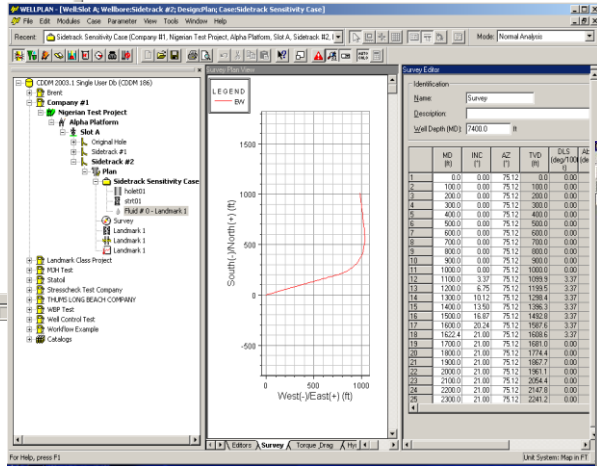 WELLPLAN - [Well:Slot A; Wellbore:Sidetrack #2; Design:Plan; Case:Sidetrack Sensitivity Case]
File Edit Modules Case Parameter View Tools Window Help
Recent: Sidetrack Sensitivity Case (Company #1, Nigerian Test Project, Alpha Platform, Slot A, Sidetrack #2, Mode: Normal Analysis
CDDM 2003.1 Single User Db (CDDM 186)
Brent
Company #1
Nigerian Test Project
Alpha Platform
Slot A
Original Hole
Sidetrack #1
Sidetrack #2
Plan
Sidetrack Sensitivity Case
holet01
strt01
Fluid # 0 - Landmark 1
Survey
Landmark 1
Landmark 1
Landmark 1
Landmark Class Project
MJH Test
Statoil
Stresscheck Test Company
THUMS LONG BEACH COMPANY
WBP Test
Well Control Test
Workflow Example
Catalogs
Survey Plan View
LEGEND
EW
South(-)/North(+) (ft)
1500
1000
500
0
-500
0 500 1000
West(-)/East(+) (ft)
Editors Survey Torque_Drag Hyc
Survey Editor
Identification
Name: Survey
Description:
Well Depth (MD): 7400.0 ft
MD (ft) INC (°) AZ (°) TVD (ft) DLS (deg/100ft)
1 0.0 0.00 75.12 0.0 0.00
2 100.0 0.00 75.12 100.0 0.00
3 200.0 0.00 75.12 200.0 0.00
4 300.0 0.00 75.12 300.0 0.00
5 400.0 0.00 75.12 400.0 0.00
6 500.0 0.00 75.12 500.0 0.00
7 600.0 0.00 75.12 600.0 0.00
8 700.0 0.00 75.12 700.0 0.00
9 800.0 0.00 75.12 800.0 0.00
10 900.0 0.00 75.12 900.0 0.00
11 1000.0 0.00 75.12 1000.0 0.00
12 1100.0 3.37 75.12 1099.9 3.37
13 1200.0 6.75 75.12 1199.5 3.37
14 1300.0 10.12 75.12 1298.4 3.37
15 1400.0 13.50 75.12 1396.3 3.37
16 1500.0 16.87 75.12 1492.8 3.37
17 1600.0 20.24 75.12 1587.6 3.37
18 1622.4 21.00 75.12 1608.6 3.37
19 1700.0 21.00 75.12 1681.0 0.00
20 1800.0 21.00 75.12 1774.4 0.00
21 1900.0 21.00 75.12 1867.7 0.00
22 2000.0 21.00 75.12 1961.1 0.00
23 2100.0 21.00 75.12 2054.4 0.00
24 2200.0 21.00 75.12 2147.8 0.00
25 2300.0 21.00 75.12 2241.2 0.00
For Help, press F1
Unit System: Map in FT